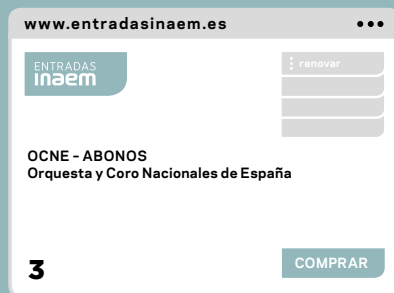 www.entradasinaem.es
ENTRADAS
inaem
renovar
OCNE - ABONOS
Orquesta y Coro Nacionales de España
3
COMPRAR